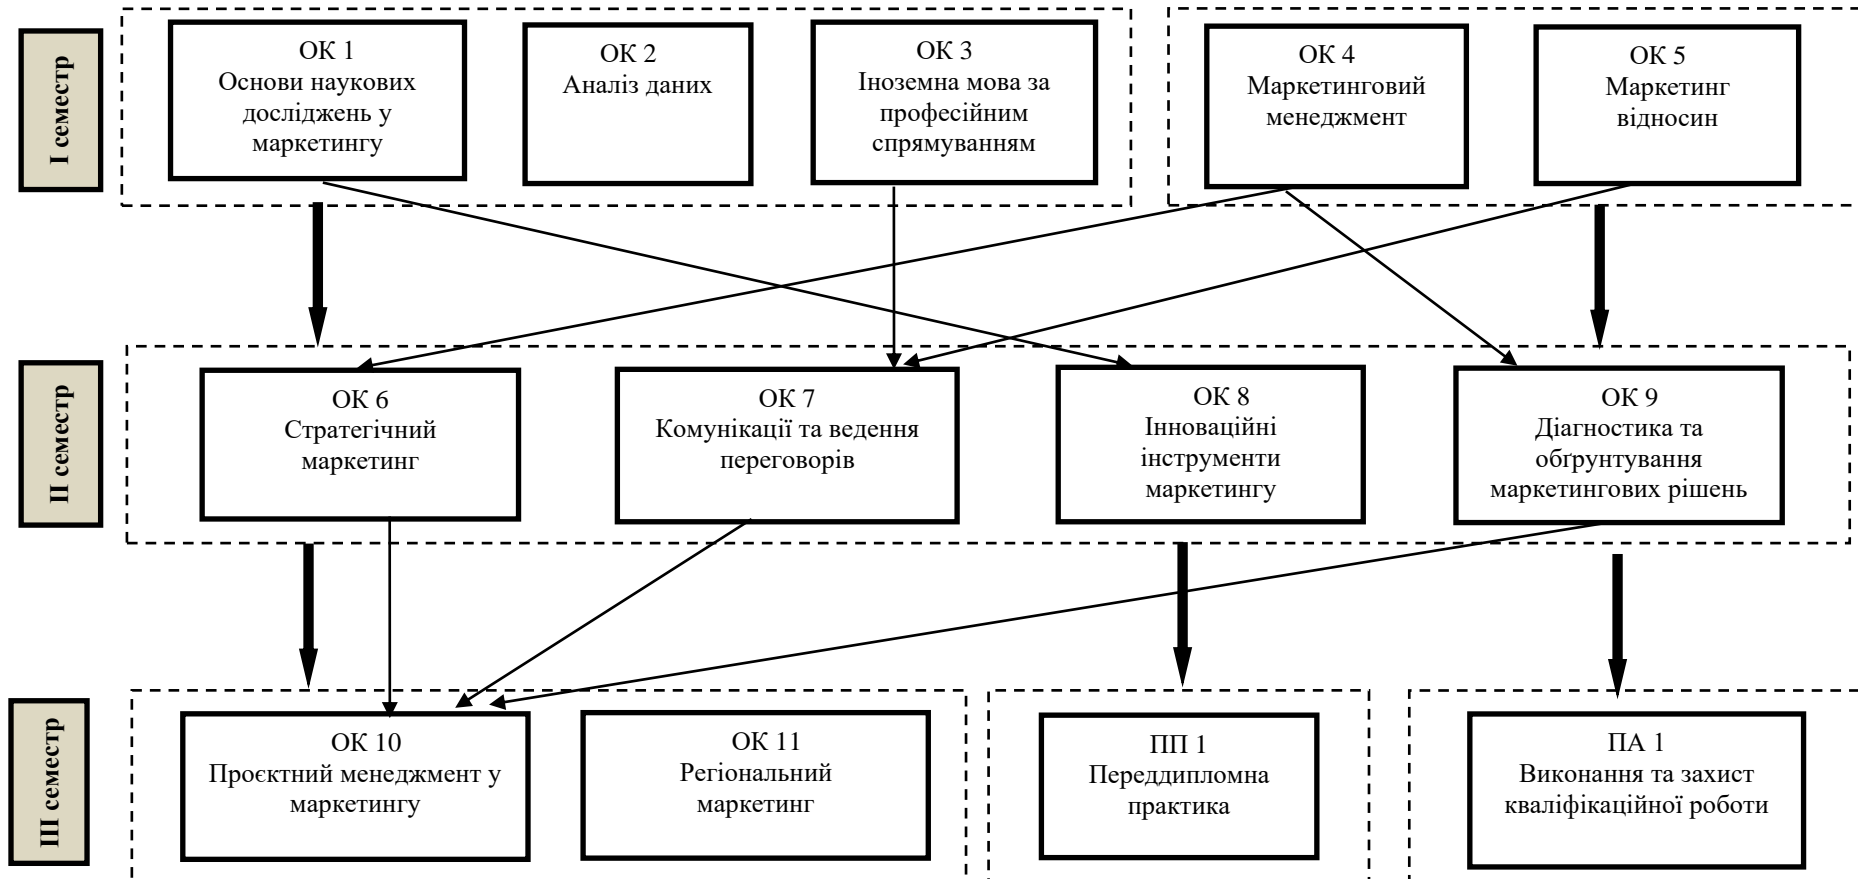 І семестр
ОК 1
Основи наукових
досліджень у
маркетингу
ОК 2
Аналіз даних
ОК 3
Іноземна мова за
професійним
спрямуванням
ОК 4
Маркетинговий
менеджмент
ОК 5
Маркетинг
відносин
ІІ семестр
ОК 6
Стратегічний
маркетинг
ОК 7
Комунікації та ведення
переговорів
ОК 8
Інноваційні
інструменти
маркетингу
ОК 9
Діагностика та
обґрунтування
маркетингових рішень
ІІІ семестр
ОК 10
Проєктний менеджмент у
маркетингу
ОК 11
Регіональний
маркетинг
ПП 1
Переддипломна
практика
ПА 1
Виконання та захист
кваліфікаційної роботи